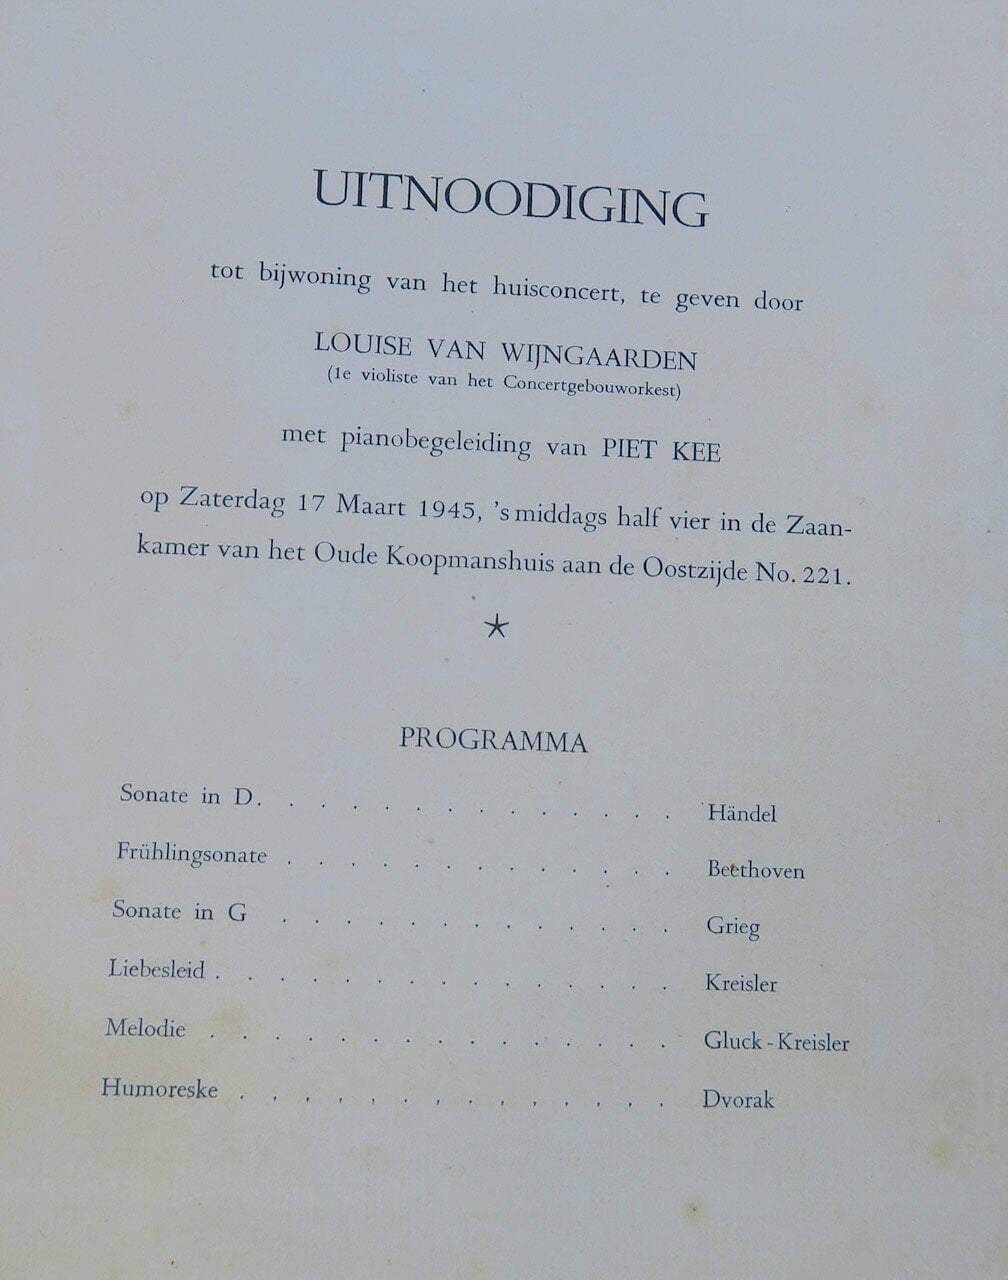 UITNOODIGING
tot bijwoning van het huisconcert, te geven door
LOUISE VAN WIJNGAARDEN
(1e violiste van het Concertgebouworkest)
met pianobegeleiding van PIET KEE
op Zaterdag 17 Maart 1945, 's middags half vier in de Zaan-
kamer van het Oude Koopmanshuis aan de Oostzijde No. 221.
PROGRAMMA
Sonate in D. . . . . . . . . . . . . . Händel
Frühlingsonate . . . . . . . . . . . . . Beethoven
Sonate in G . . . . . . . . . . . . . Grieg
Liebesleid . . . . . . . . . . . . . . . Kreisler
Melodie . . . . . . . . . . . . . . . Gluck - Kreisler
Humoreske . . . . . . . . . . . . . . Dvorak